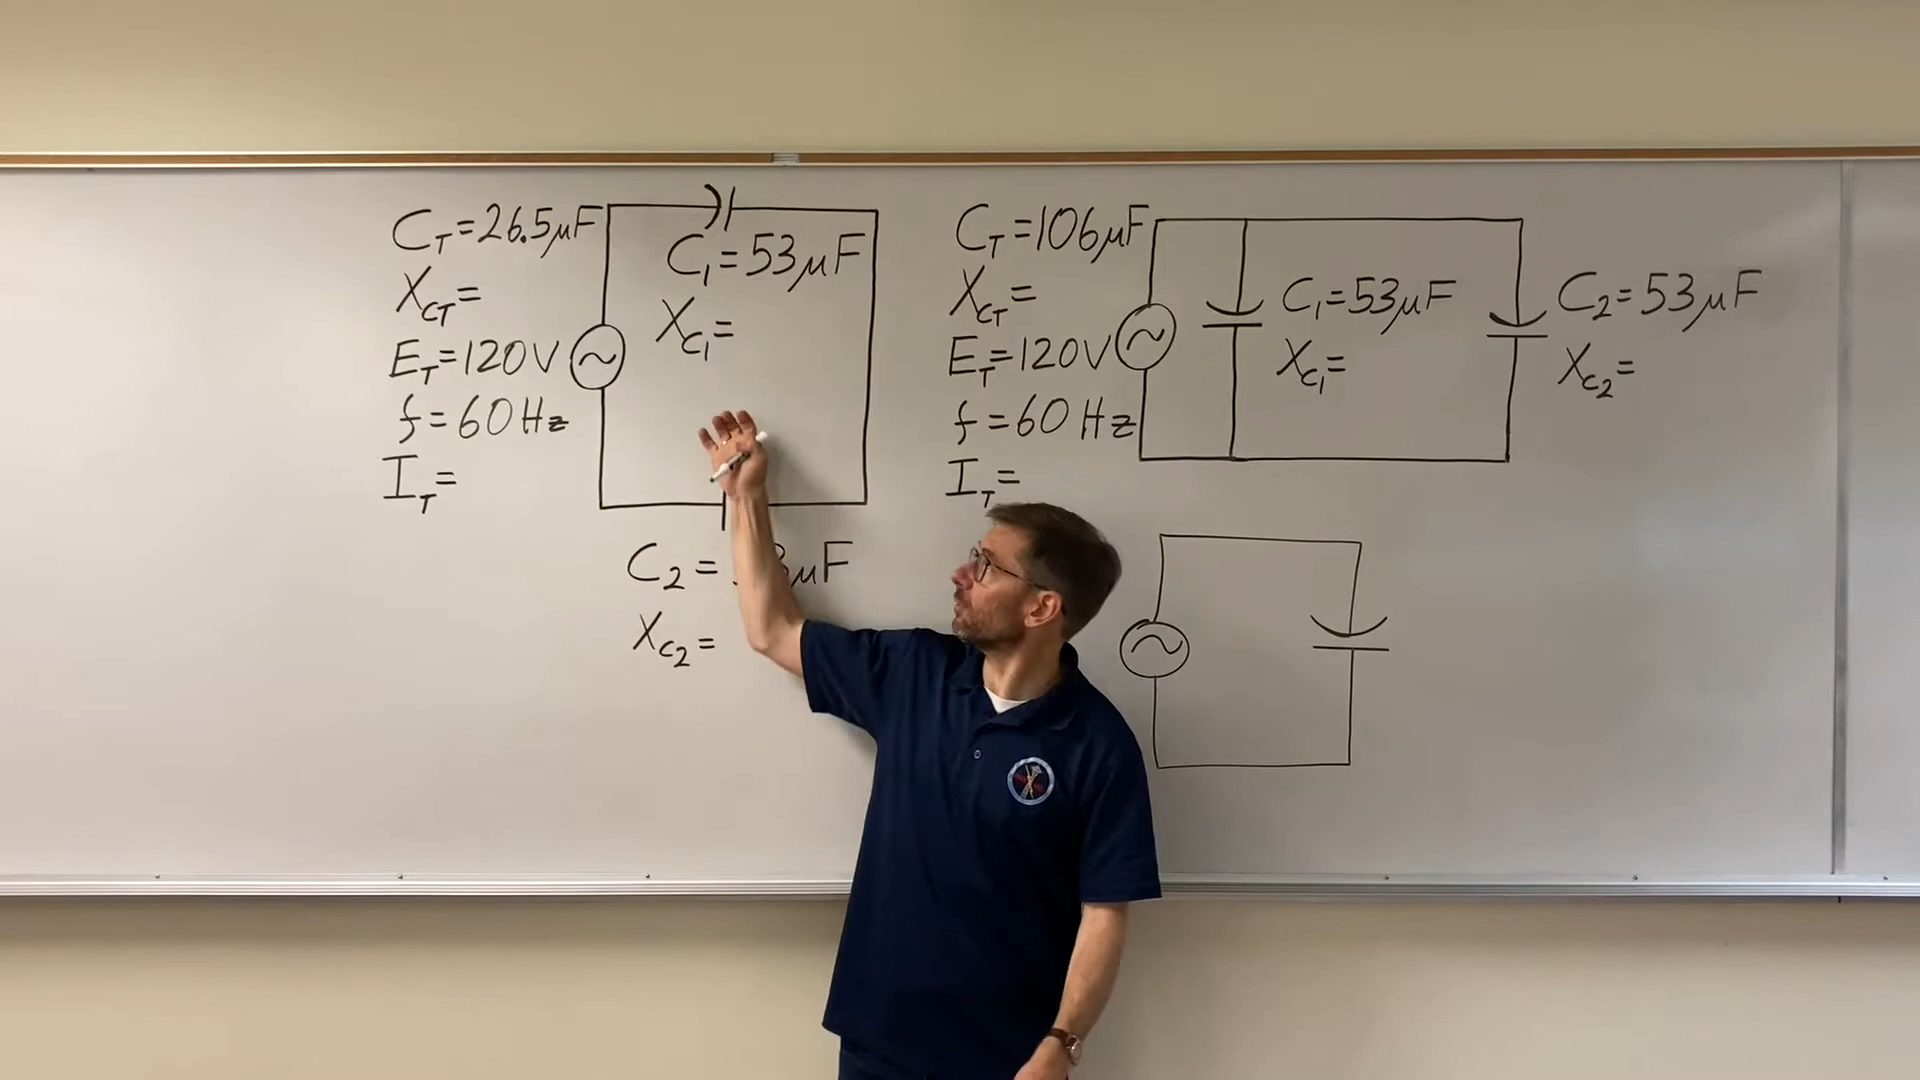 C_T=26.5μF
X_CT=
E_T=120V
f=60Hz
I_T=
C_1=53μF
X_C1=
C_2= μF
X_C2=
C_T=106μF
X_CT=
E_T=120V
f=60Hz
I_T=
C_1=53μF
X_C1=
C_2=53μF
X_C2=